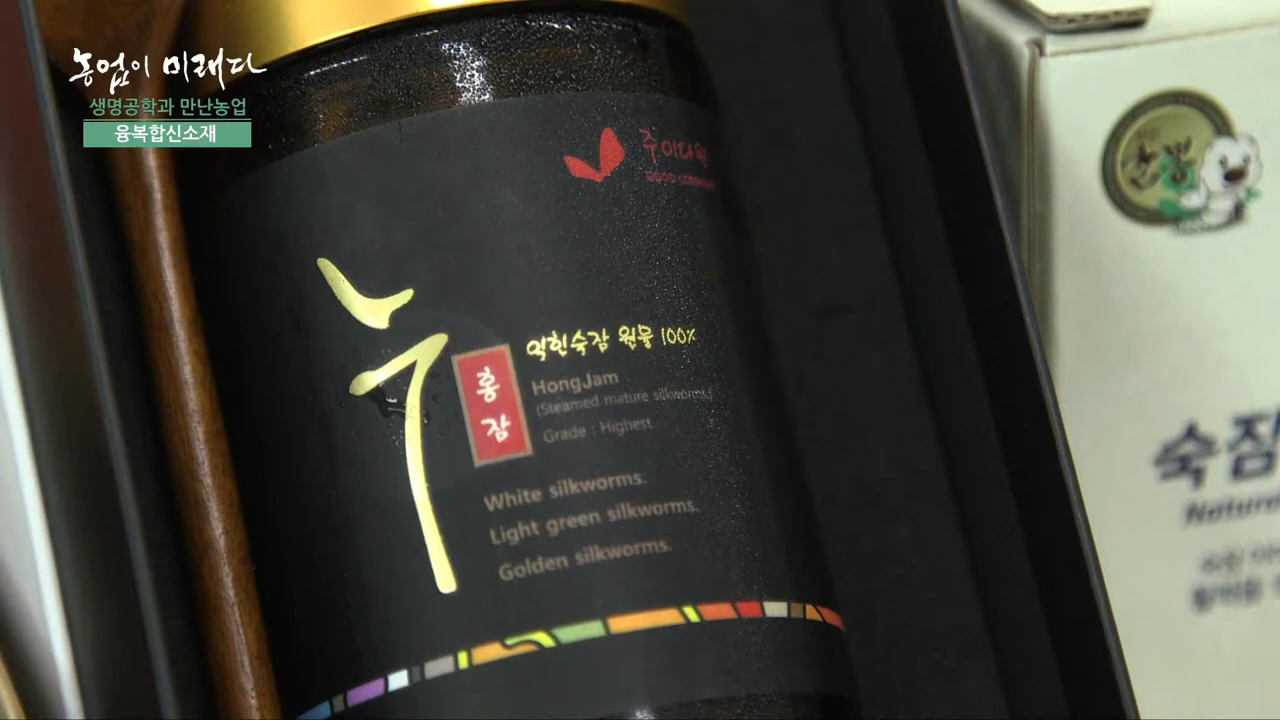 농업이 미래다
생명공학과 만난농업
융복합신소재
누
익힌숙잠 원물 100%
홍잠
HongJam
(Steamed mature silkworms)
Grade : Highest
White silkworms.
Light green silkworms.
Golden silkworms.
숙잠